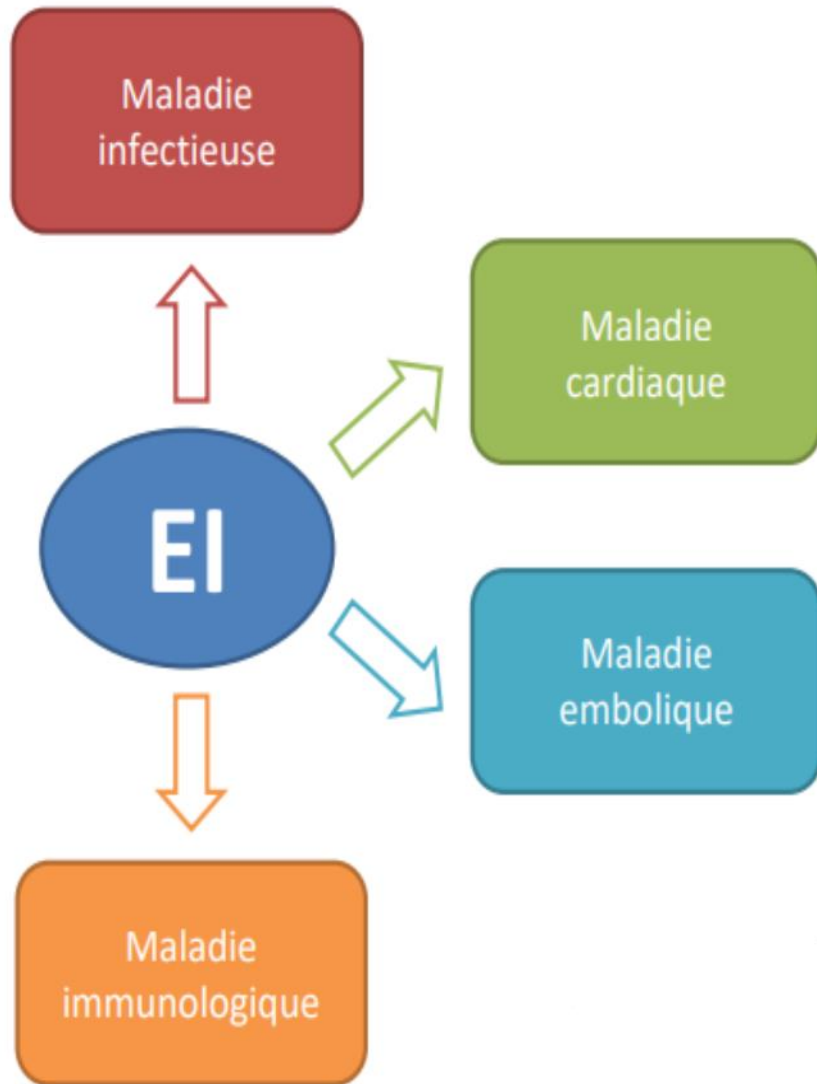 Maladie
infectieuse
Maladie
cardiaque
EI
Maladie
embolique
Maladie
immunologique